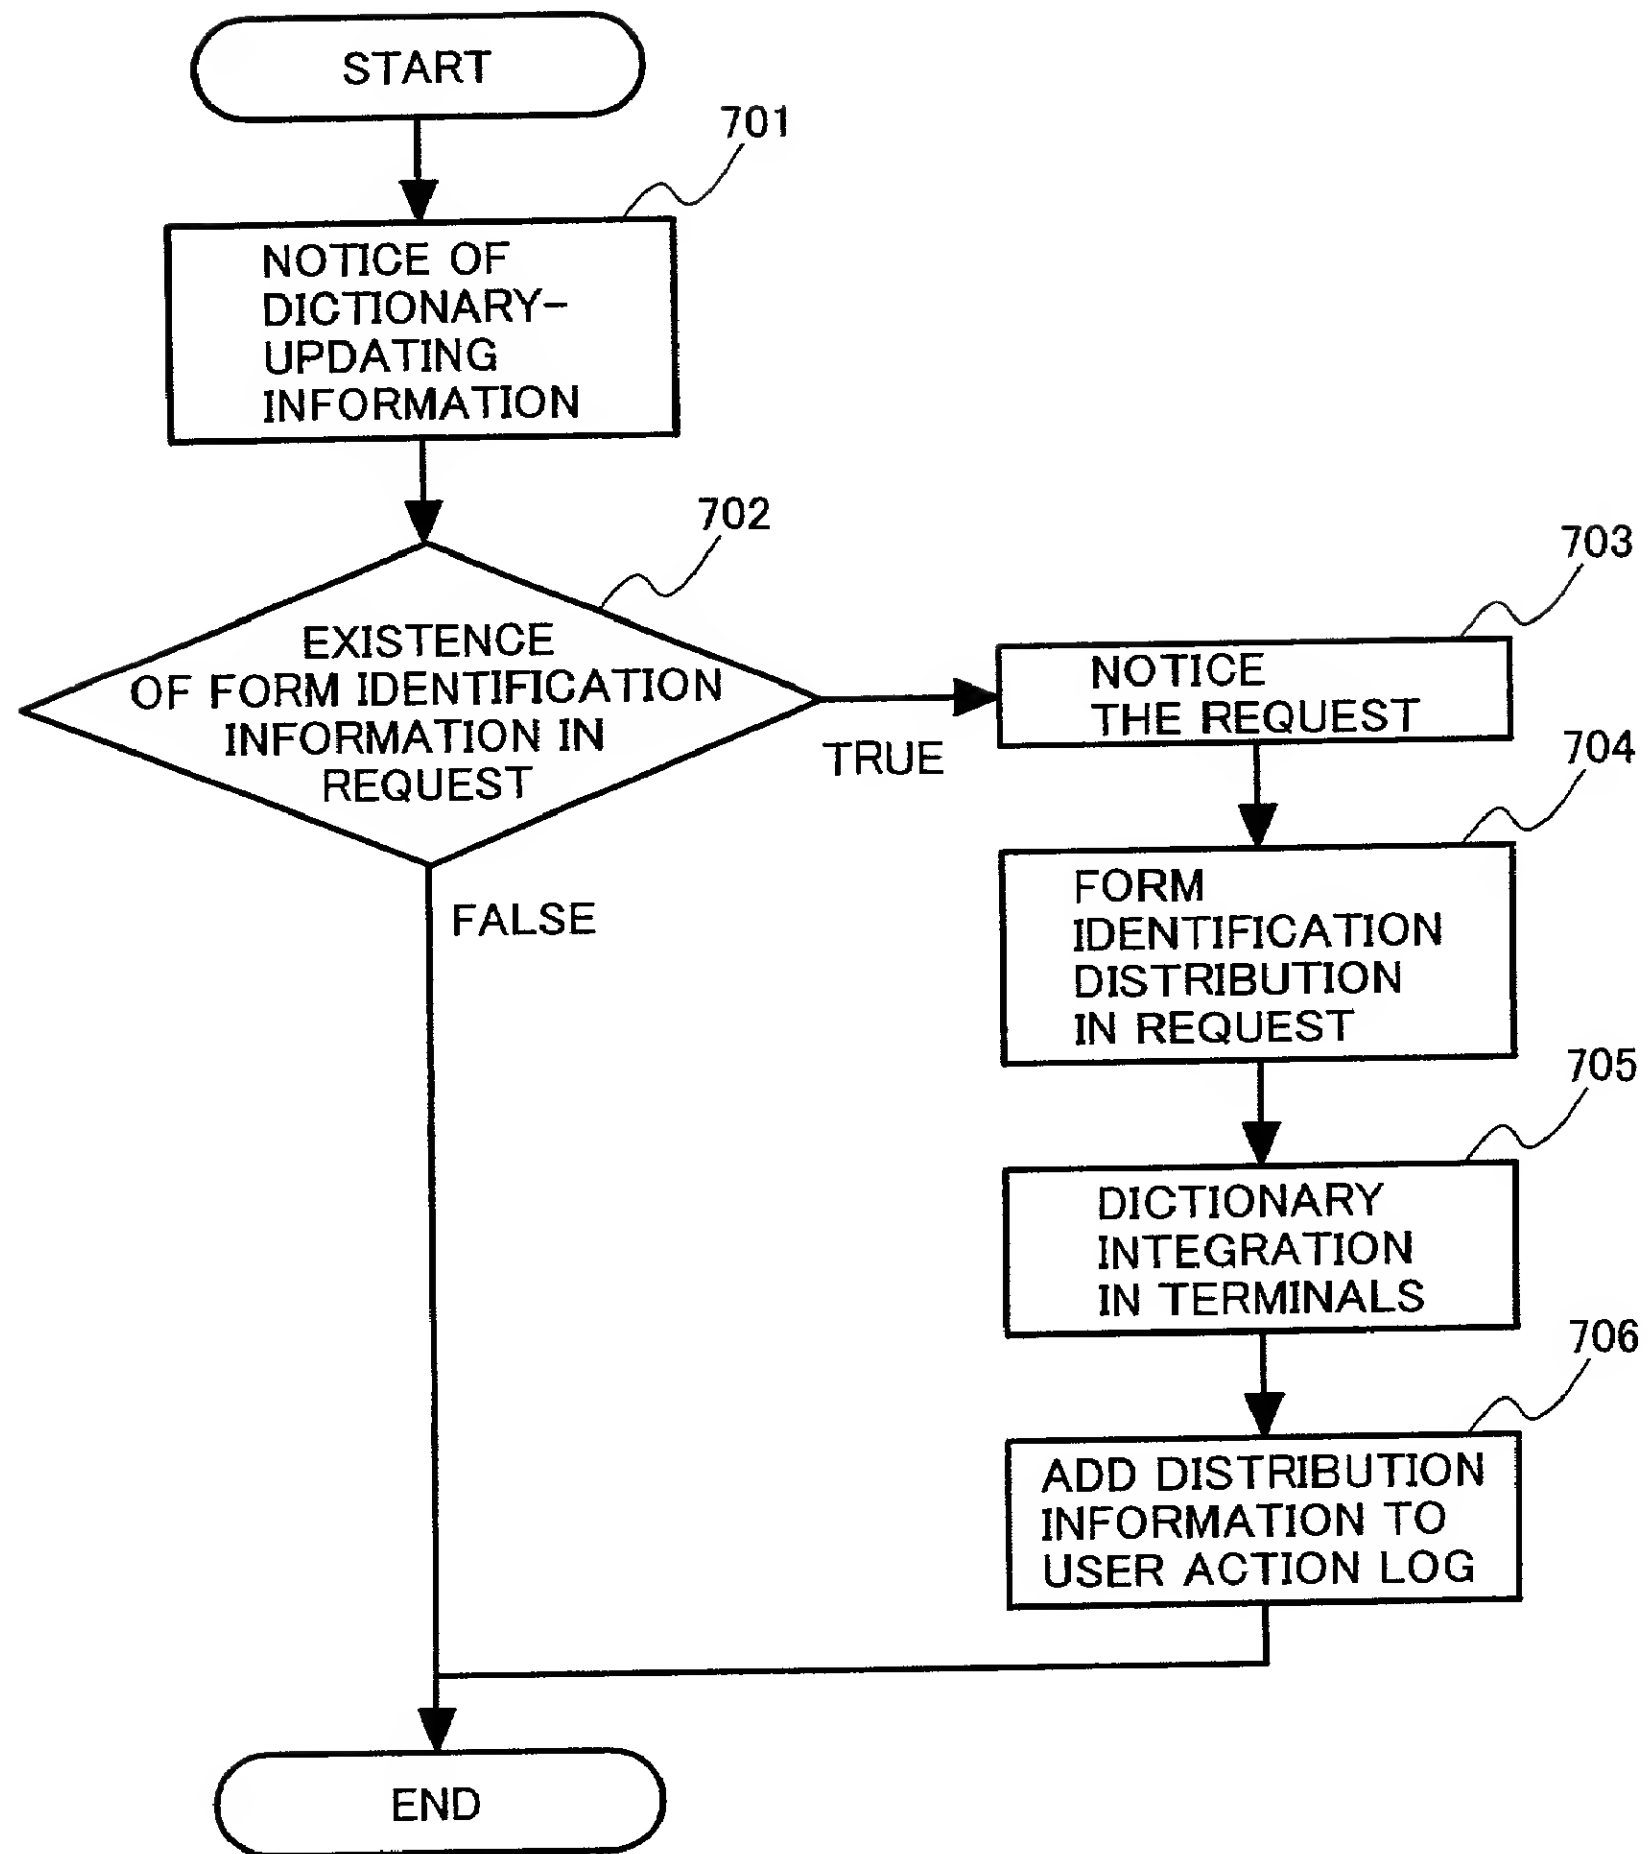 START
701
NOTICE OF
DICTIONARY-
UPDATING
INFORMATION
702
EXISTENCE
OF FORM IDENTIFICATION
INFORMATION IN
REQUEST
TRUE
FALSE
703
NOTICE
THE REQUEST
704
FORM
IDENTIFICATION
DISTRIBUTION
IN REQUEST
705
DICTIONARY
INTEGRATION
IN TERMINALS
706
ADD DISTRIBUTION
INFORMATION TO
USER ACTION LOG
END